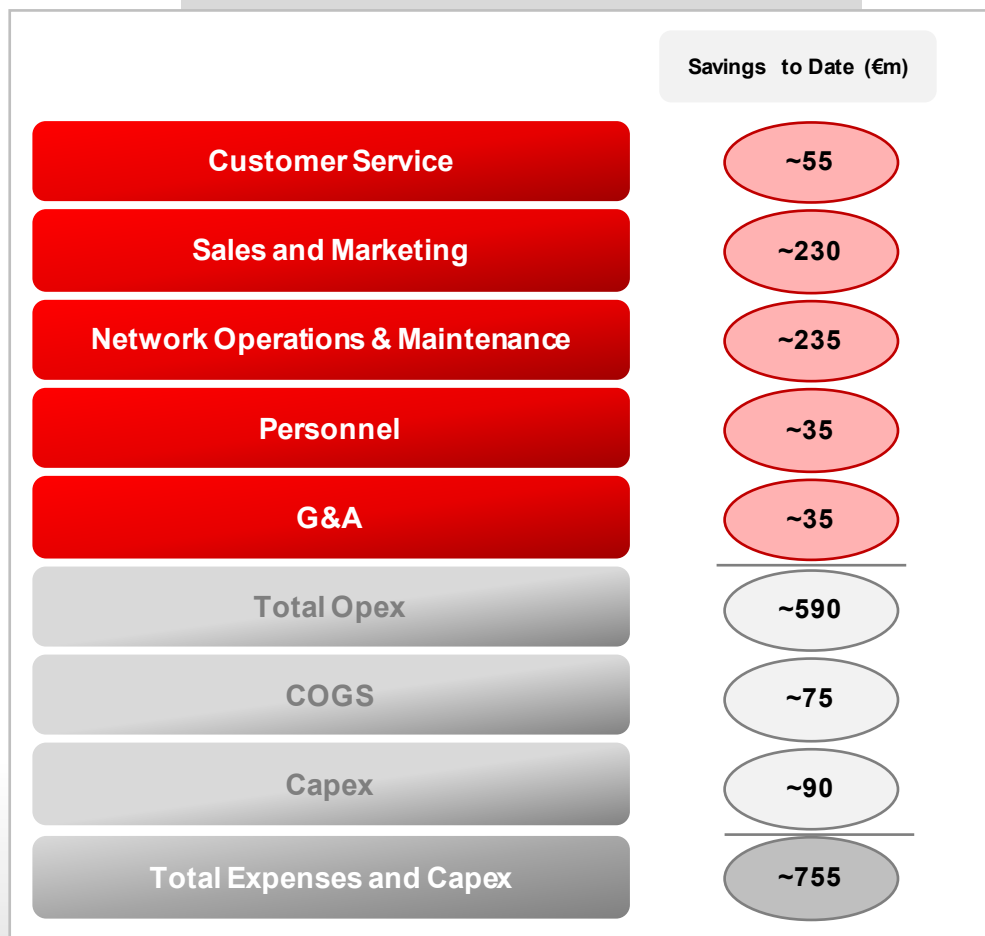 Savings to Date (€m)
Customer Service
~55
Sales and Marketing
~230
Network Operations & Maintenance
~235
Personnel
~35
G&A
~35
Total Opex
~590
COGS
~75
Capex
~90
Total Expenses and Capex
~755